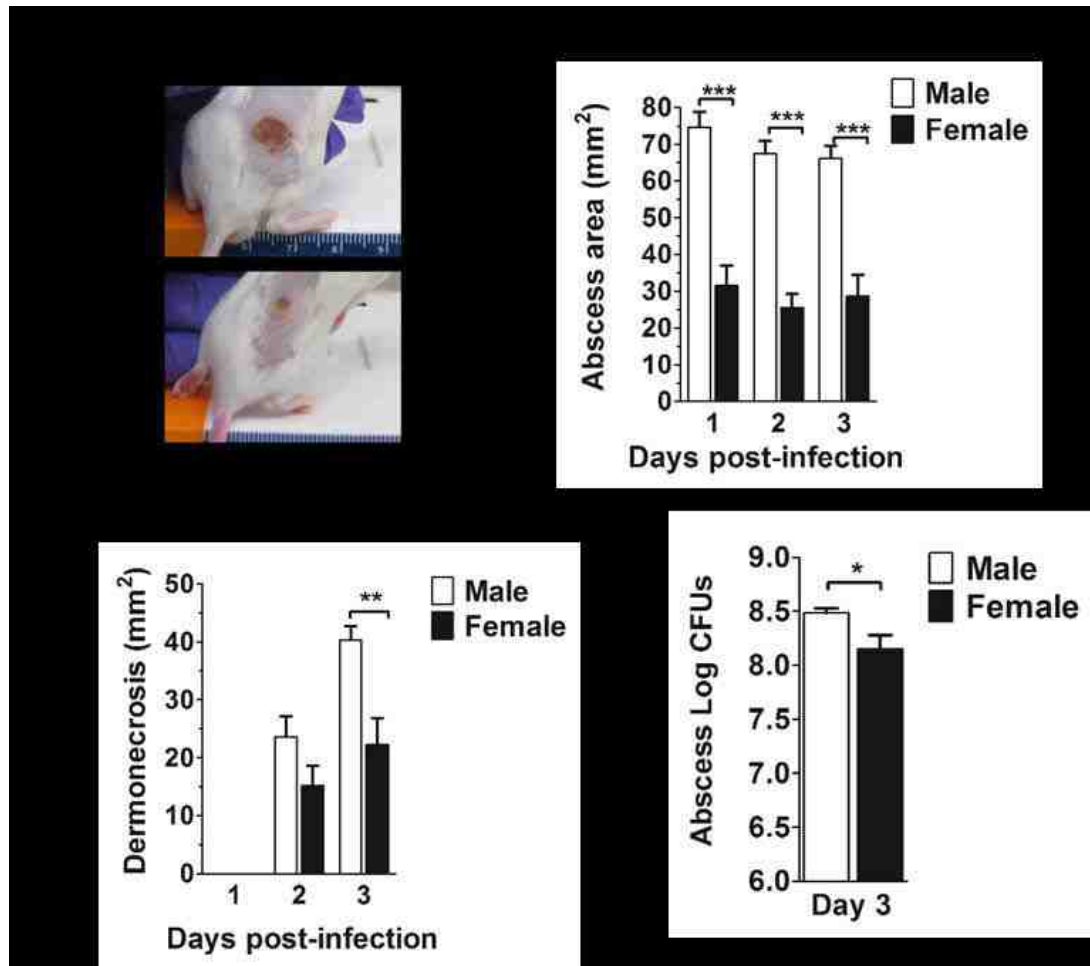 80
70
60
50
40
30
20
10
0
Abscess area (mm²)
***
***
***
Male
Female
1 2 3
Days post-infection
50
40
30
20
10
0
Dermonecrosis (mm²)
**
Male
Female
1 2 3
Days post-infection
9.0
8.5
8.0
7.5
7.0
6.5
6.0
Abscess Log CFUs
*
Male
Female
Day 3